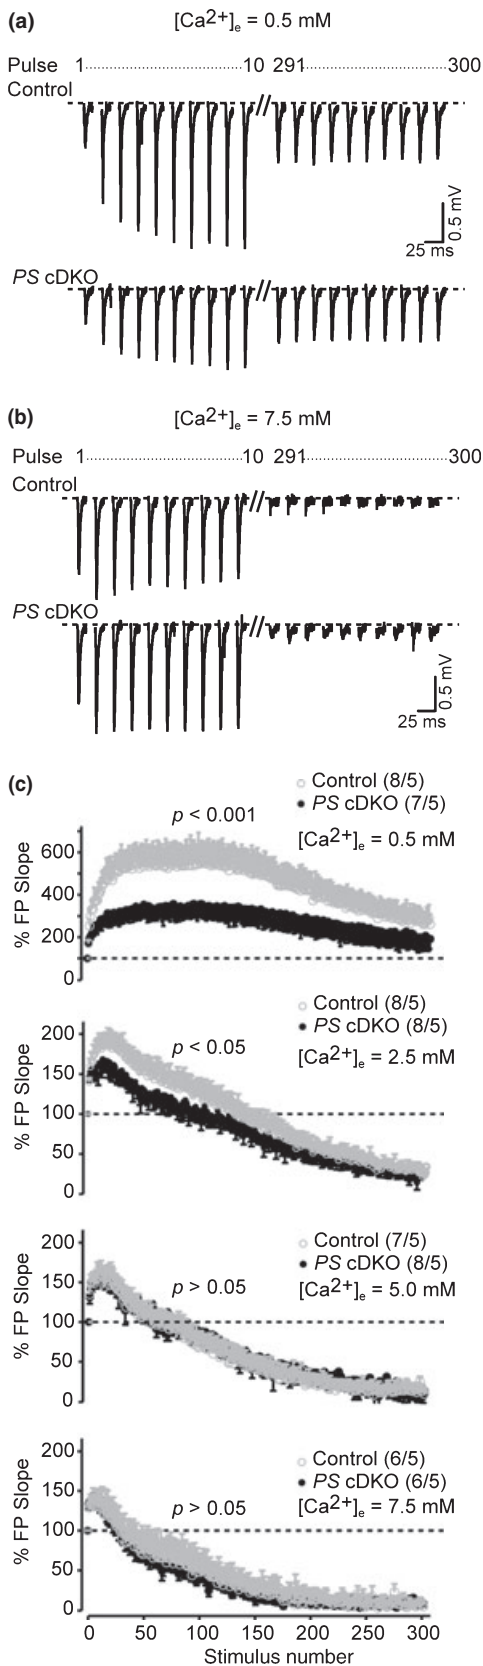 (a) [Ca2+]e = 0.5 mM
Pulse 1 10 291 300
Control
0.5 mV
25 ms
PS cDKO
(b) [Ca2+]e = 7.5 mM
Pulse 1 10 291 300
Control
PS cDKO
0.5 mV
25 ms
(c)
Control (8/5)
PS cDKO (7/5)
p < 0.001
[Ca2+]e = 0.5 mM
% FP Slope
600
400
200
0
Control (8/5)
PS cDKO (8/5)
p < 0.05
[Ca2+]e = 2.5 mM
% FP Slope
200
150
100
50
0
Control (7/5)
PS cDKO (8/5)
p > 0.05
[Ca2+]e = 5.0 mM
% FP Slope
200
150
100
50
0
Control (6/5)
PS cDKO (6/5)
p > 0.05
[Ca2+]e = 7.5 mM
% FP Slope
200
150
100
50
0
0 50 100 150 200 250 300
Stimulus number